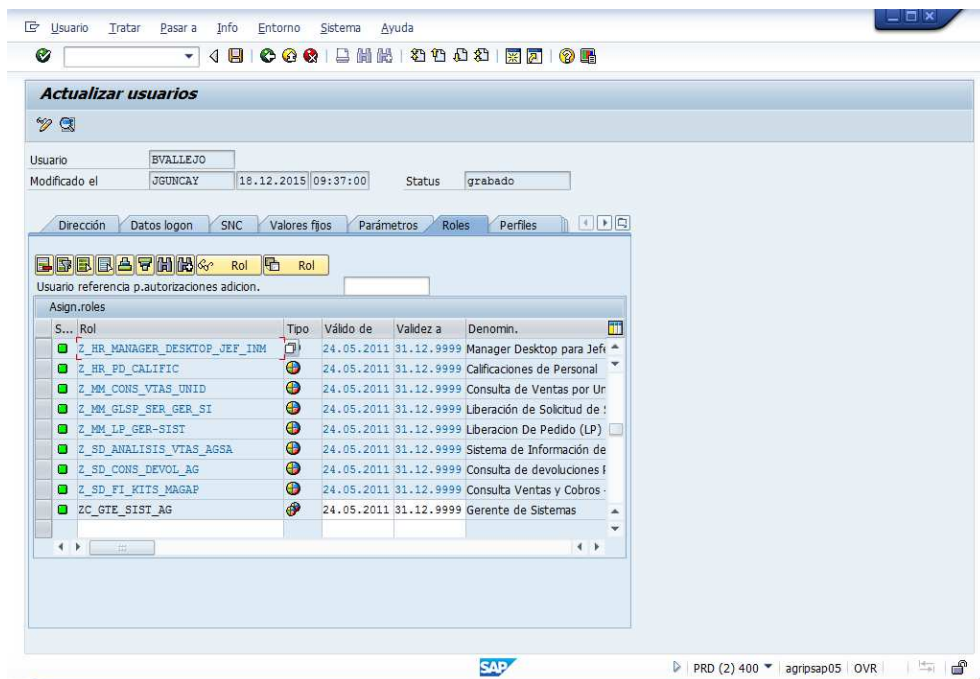 Usuario Tratar Pasar a Info Entorno Sistema Ayuda
Actualizar usuarios
Usuario BVALLEJO
Modificado el JGUNCAY 18.12.2015 09:37:00 Status grabado
Dirección Datos logon SNC Valores fijos Parámetros Roles Perfiles
Rol Rol
Usuario referencia p.autorizaciones adicion.
Asign.roles
S... Rol Tipo Válido de Validez a Denomin.
Z_HR_MANAGER_DESKTOP_JEF_INM 24.05.2011 31.12.9999 Manager Desktop para Jefe
Z_HR_PD_CALIFIC 24.05.2011 31.12.9999 Calificaciones de Personal
Z_MM_CONS_VTAS_UNID 24.05.2011 31.12.9999 Consulta de Ventas por Un
Z_MM_GLSP_SER_GER_SI 24.05.2011 31.12.9999 Liberación de Solicitud de
Z_MM_LP_GER-SIST 24.05.2011 31.12.9999 Liberacion De Pedido (LP)
Z_SD_ANALISIS_VTAS_AGSA 24.05.2011 31.12.9999 Sistema de Información de
Z_SD_CONS_DEVOL_AG 24.05.2011 31.12.9999 Consulta de devoluciones
Z_SD_FI_KITS_MAGAP 24.05.2011 31.12.9999 Consulta Ventas y Cobros -
ZC_GTE_SIST_AG 24.05.2011 31.12.9999 Gerente de Sistemas
SAP PRD (2) 400 agripsap05 OVR